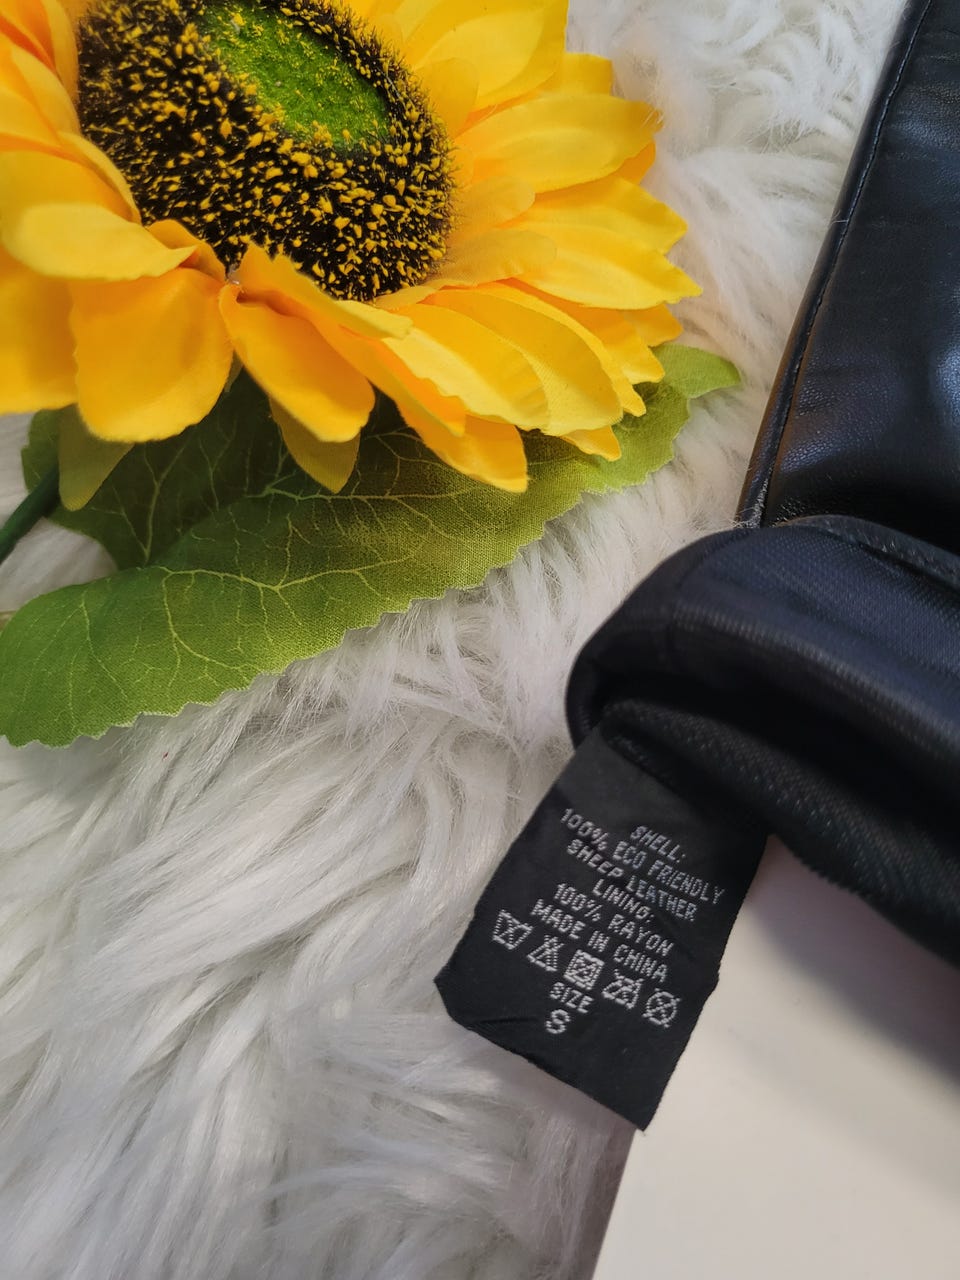 SHELL:
100% ECO FRIENDLY
SHEEP LEATHER
LINING:
100% RAYON
MADE IN CHINA
SIZE
S